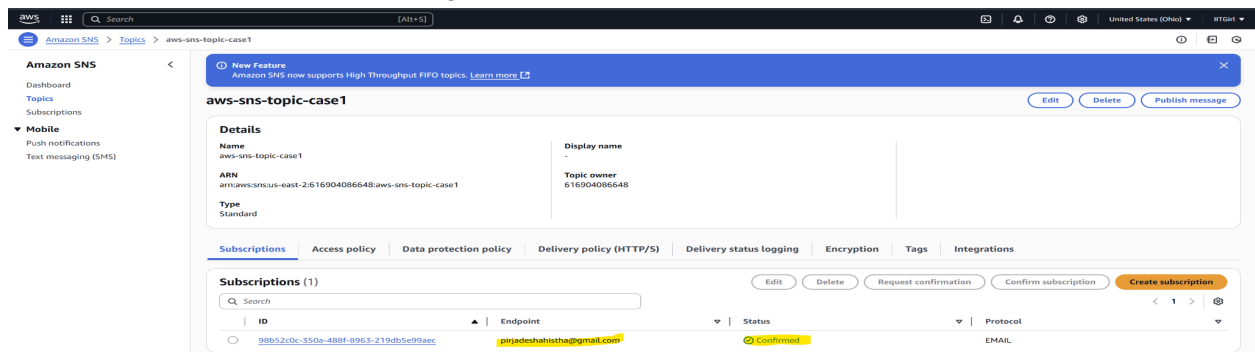 aws Search [Alt+S] United States (Ohio) IITGirl
Amazon SNS > Topics > aws-sns-topic-case1
Amazon SNS
Dashboard
Topics
Subscriptions
Mobile
Push notifications
Text messaging (SMS)
New Feature
Amazon SNS now supports High Throughput FIFO topics. Learn more
aws-sns-topic-case1
Edit Delete Publish message
Details
Name
aws-sns-topic-case1
Display name
-
ARN
arn:aws:sns:us-east-2:616904086648:aws-sns-topic-case1
Topic owner
616904086648
Type
Standard
Subscriptions Access policy Data protection policy Delivery policy (HTTP/S) Delivery status logging Encryption Tags Integrations
Subscriptions (1)
Edit Delete Request confirmation Confirm subscription Create subscription
Search
< 1 >
ID Endpoint Status Protocol
98b52c0c-350a-488f-8963-219db5e99aec pirjadeshahistha@gmail.com Confirmed EMAIL